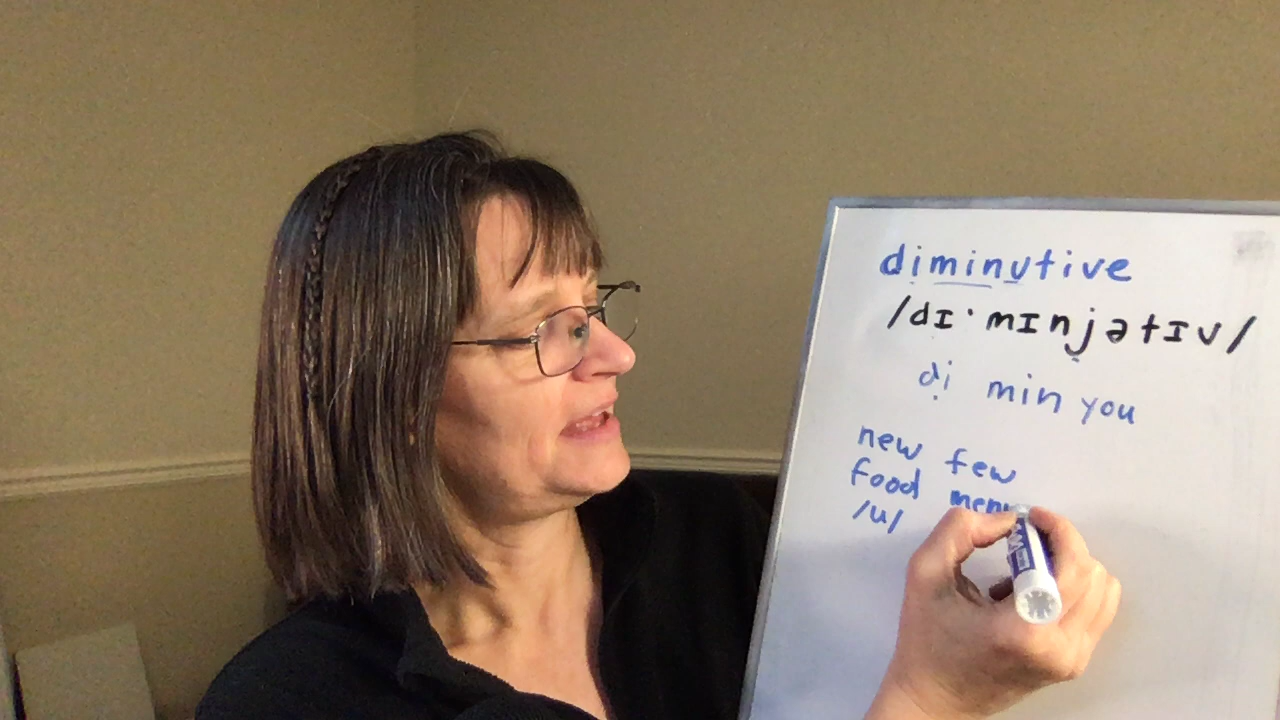 diminutive
/dɪˈmɪnjətɪv/
di min you
new few
food menu
/u/